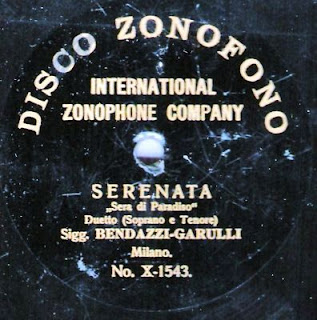 DISCO ZONOFONO
INTERNATIONAL
ZONOPHONE COMPANY
SERENATA
„Sera di Paradiso“
Duetto (Soprano e Tenore)
Sigg. BENDAZZI-GARULLI
Milano.
No. X-1543.